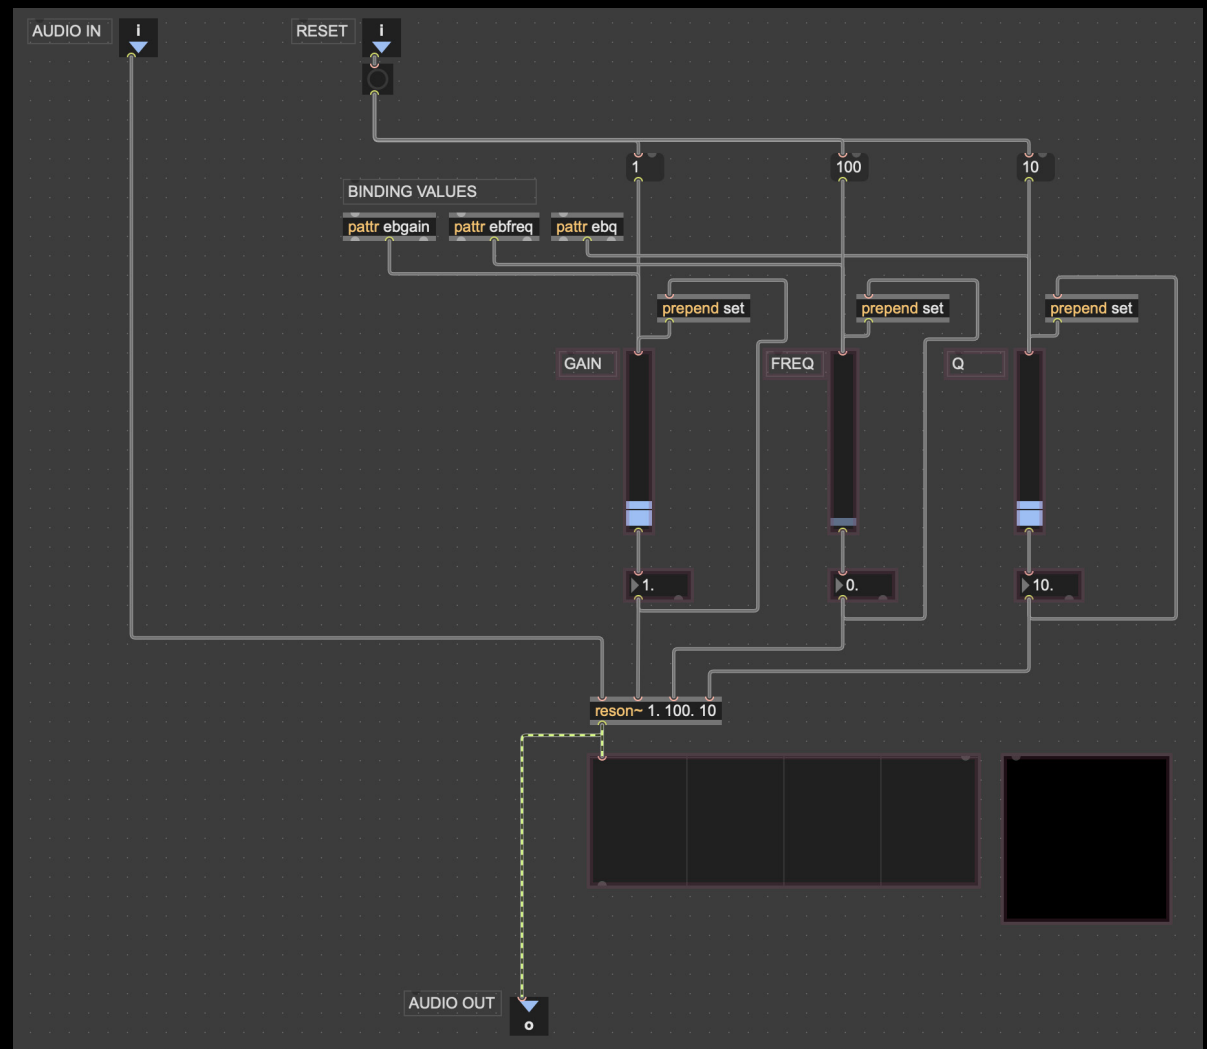 AUDIO IN
i
RESET
i
1
100
10
BINDING VALUES
pattr ebgain
pattr ebfreq
pattr ebq
prepend set
prepend set
prepend set
GAIN
FREQ
Q
1.
0.
10.
reson~ 1. 100. 10
AUDIO OUT
o